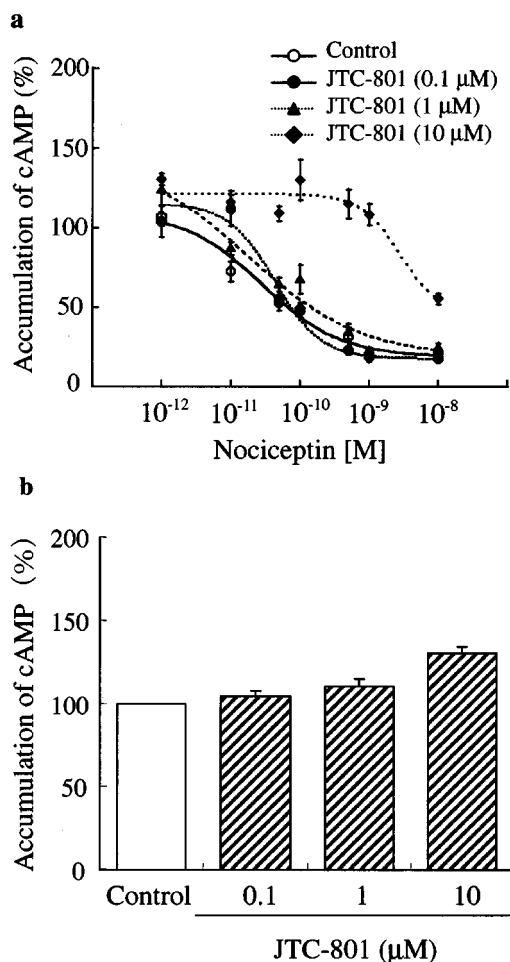 a
Control
JTC-801 (0.1 μM)
JTC-801 (1 μM)
JTC-801 (10 μM)
Accumulation of cAMP (%)
200
150
100
50
0
10-12 10-11 10-10 10-9 10-8
Nociceptin [M]
b
Accumulation of cAMP (%)
200
150
100
50
0
Control 0.1 1 10
JTC-801 (μM)